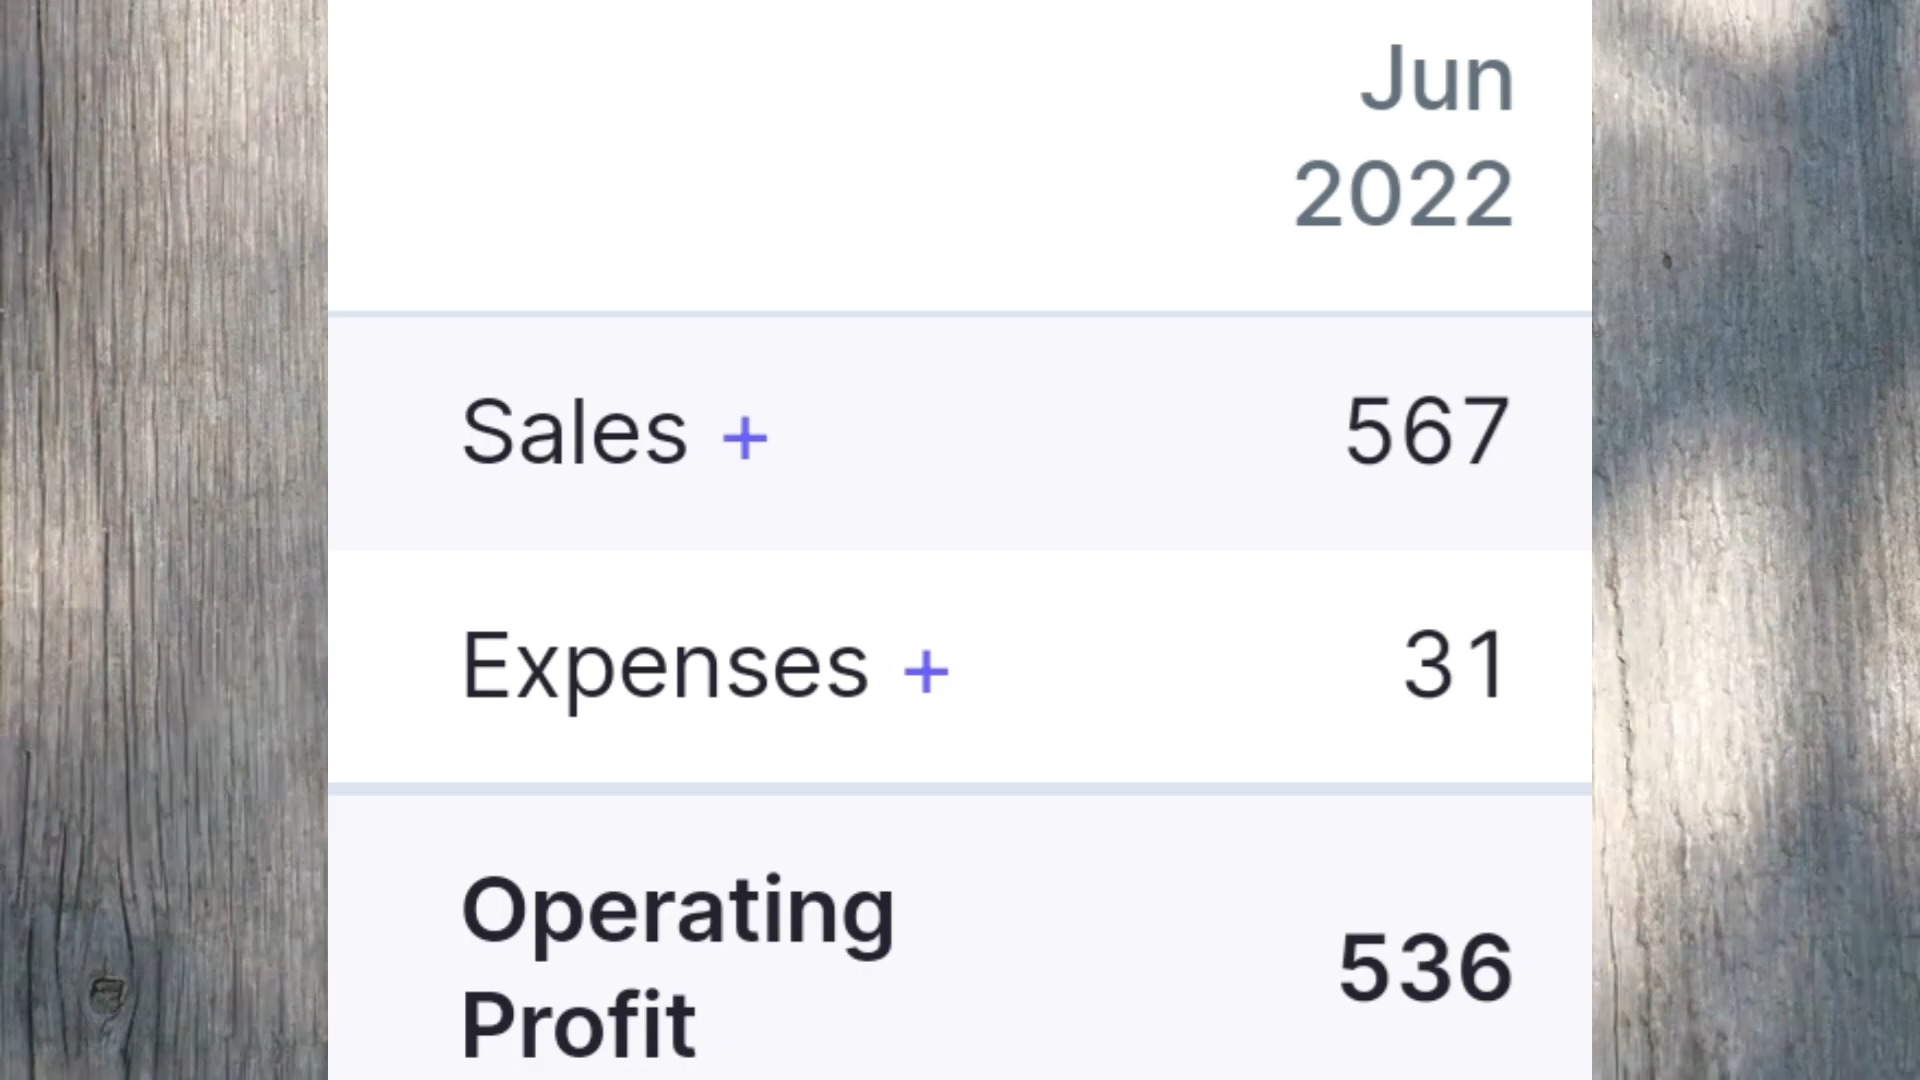 Jun
2022
Sales + 567
Expenses + 31
Operating
Profit 536